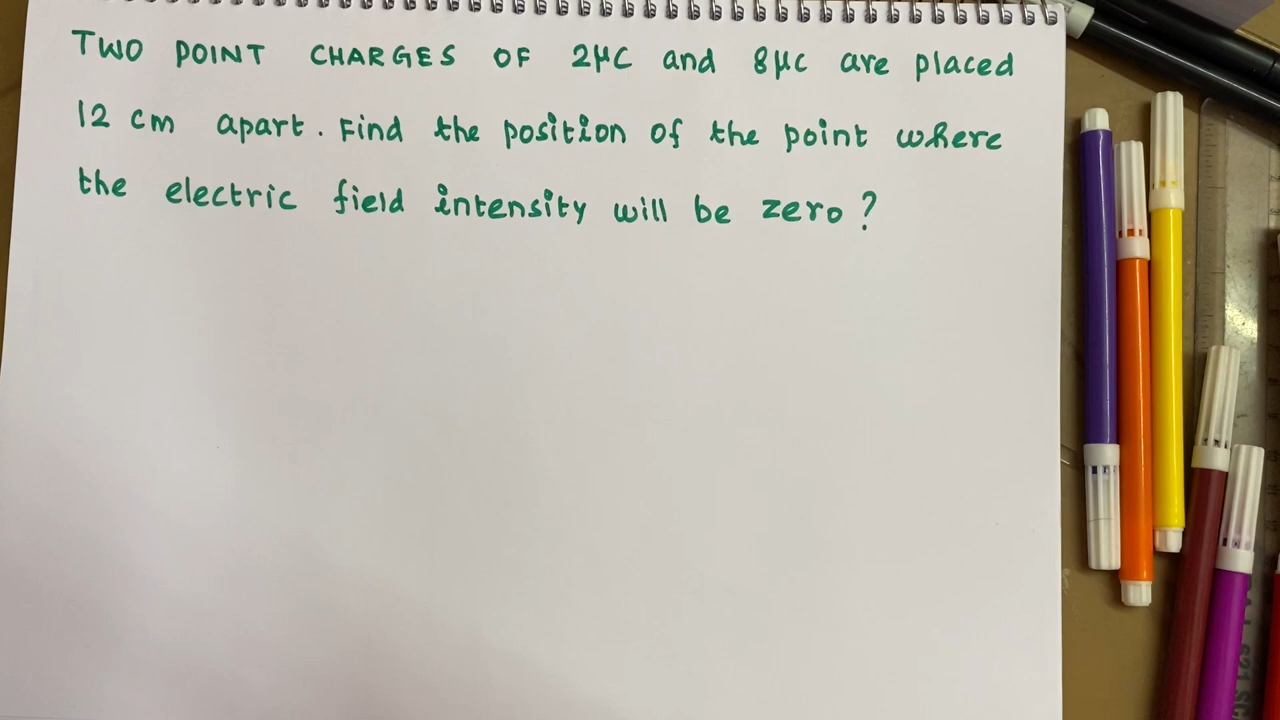 TWO POINT CHARGES OF 2μC and 8μc are placed
12 cm apart. Find the position of the point where
the electric field intensity will be zero?